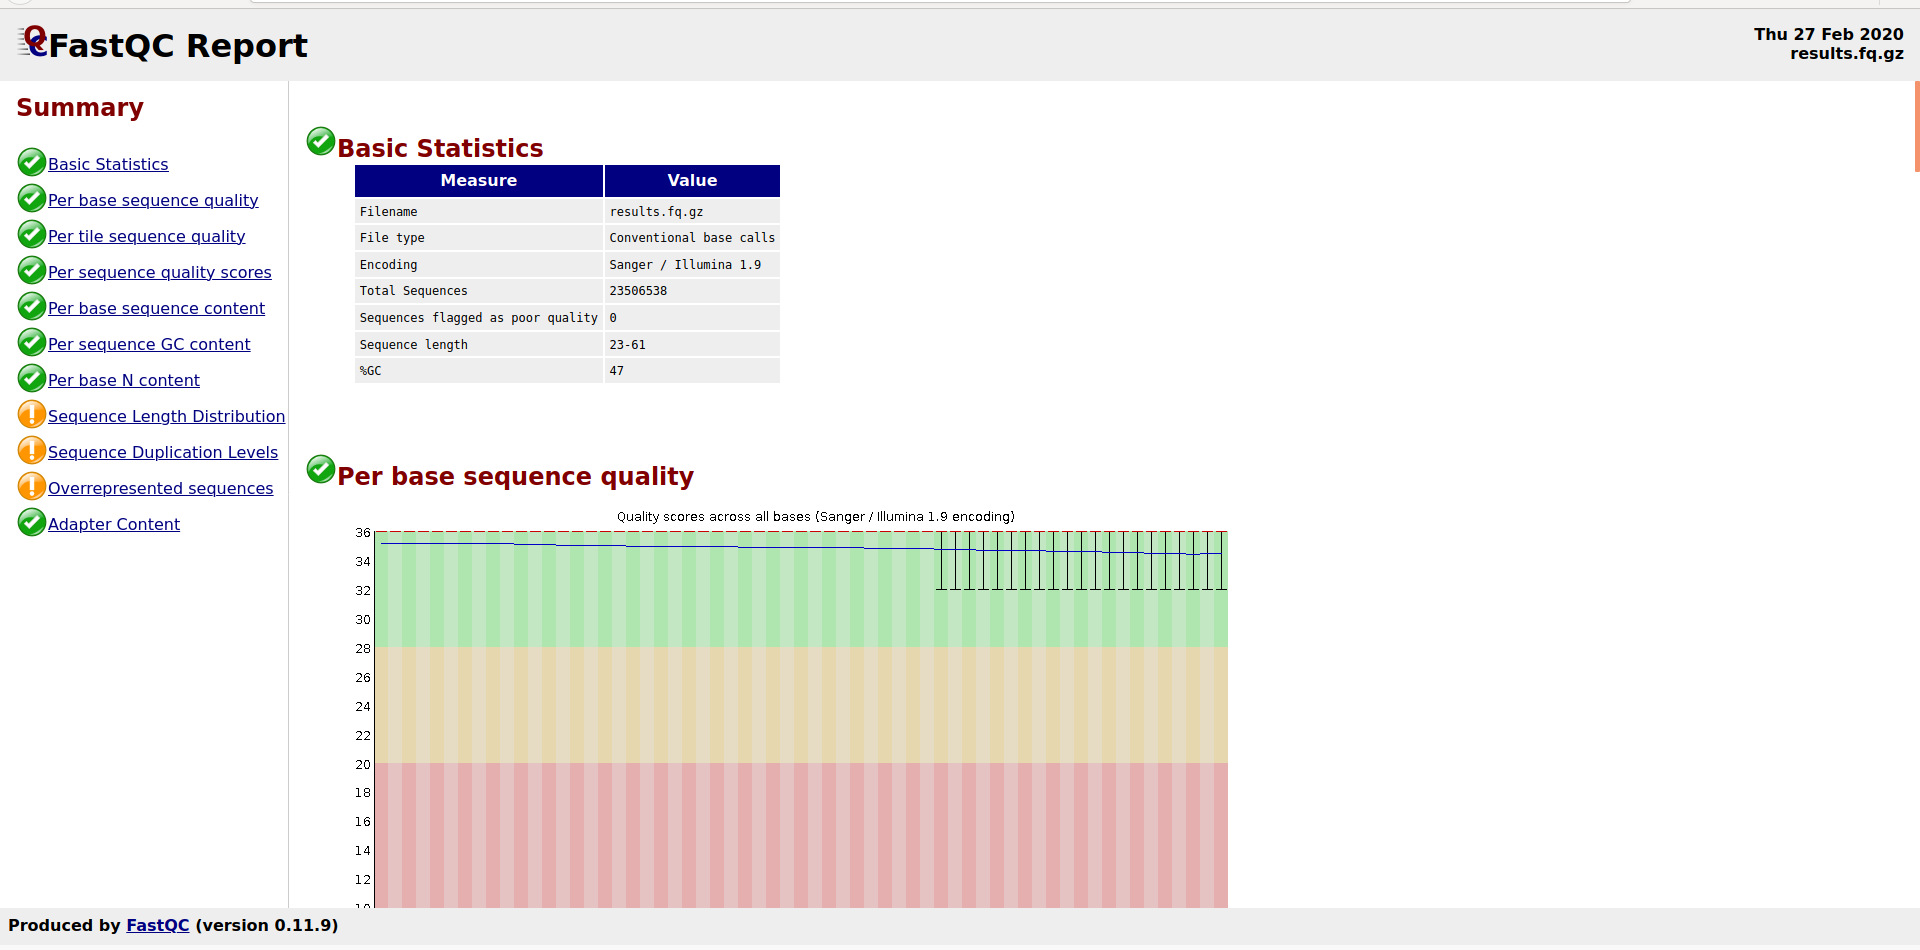 FastQC Report
Thu 27 Feb 2020
results.fq.gz
Summary
Basic Statistics
Per base sequence quality
Per tile sequence quality
Per sequence quality scores
Per base sequence content
Per sequence GC content
Per base N content
Sequence Length Distribution
Sequence Duplication Levels
Overrepresented sequences
Adapter Content
Basic Statistics
Measure Value
Filename results.fq.gz
File type Conventional base calls
Encoding Sanger / Illumina 1.9
Total Sequences 23506538
Sequences flagged as poor quality 0
Sequence length 23-61
%GC 47
Per base sequence quality
Quality scores across all bases (Sanger / Illumina 1.9 encoding)
36
34
32
30
28
26
24
22
20
18
16
14
12
10
Produced by FastQC (version 0.11.9)